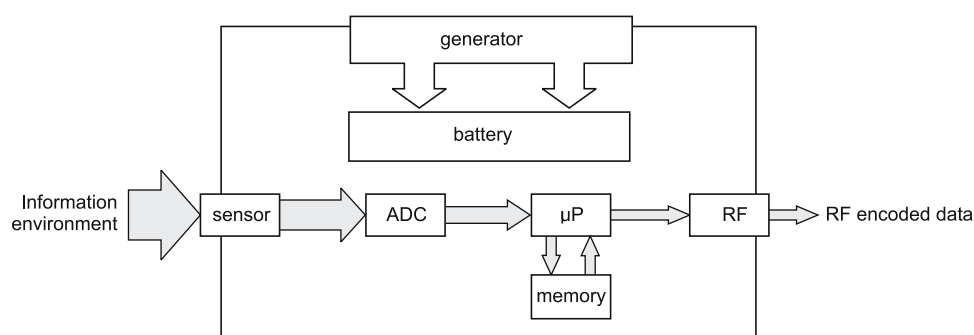 generator
battery
Information
environment
sensor
ADC
µP
RF
RF encoded data
memory